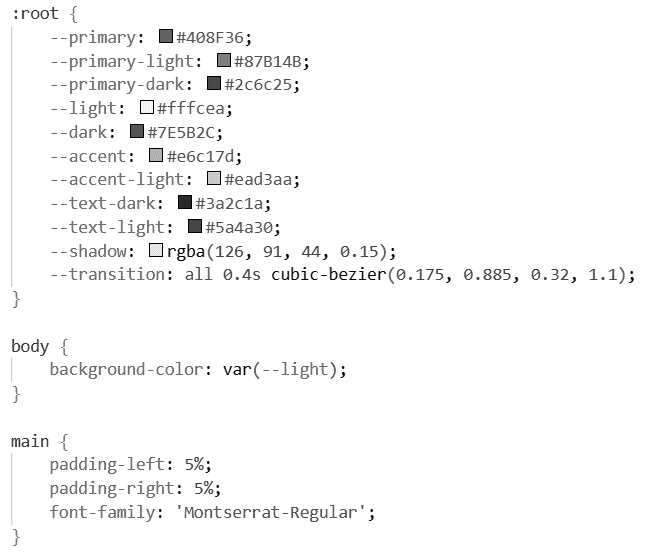 :root {
    --primary: #408F36;
    --primary-light: #87B14B;
    --primary-dark: #2c6c25;
    --light: #fffcea;
    --dark: #7E5B2C;
    --accent: #e6c17d;
    --accent-light: #ead3aa;
    --text-dark: #3a2c1a;
    --text-light: #5a4a30;
    --shadow: rgba(126, 91, 44, 0.15);
    --transition: all 0.4s cubic-bezier(0.175, 0.885, 0.32, 1.1);
}

body {
    background-color: var(--light);
}

main {
    padding-left: 5%;
    padding-right: 5%;
    font-family: 'Montserrat-Regular';
}